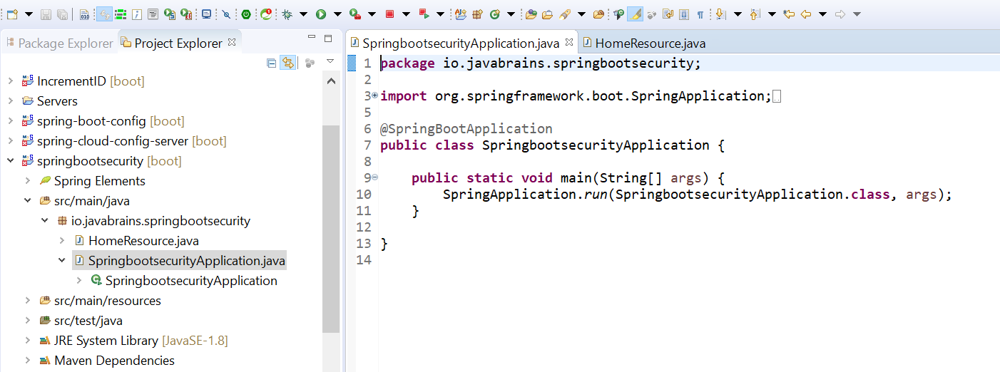 Package Explorer
Project Explorer
IncrementID [boot]
Servers
spring-boot-config [boot]
spring-cloud-config-server [boot]
springbootsecurity [boot]
Spring Elements
src/main/java
io.javabrains.springbootsecurity
HomeResource.java
SpringbootsecurityApplication.java
SpringbootsecurityApplication
src/main/resources
src/test/java
JRE System Library [JavaSE-1.8]
Maven Dependencies
SpringbootsecurityApplication.java
HomeResource.java
1 package io.javabrains.springbootsecurity;
2
3 import org.springframework.boot.SpringApplication;
5
6 @SpringBootApplication
7 public class SpringbootsecurityApplication {
8
9     public static void main(String[] args) {
10         SpringApplication.run(SpringbootsecurityApplication.class, args);
11     }
12
13 }
14